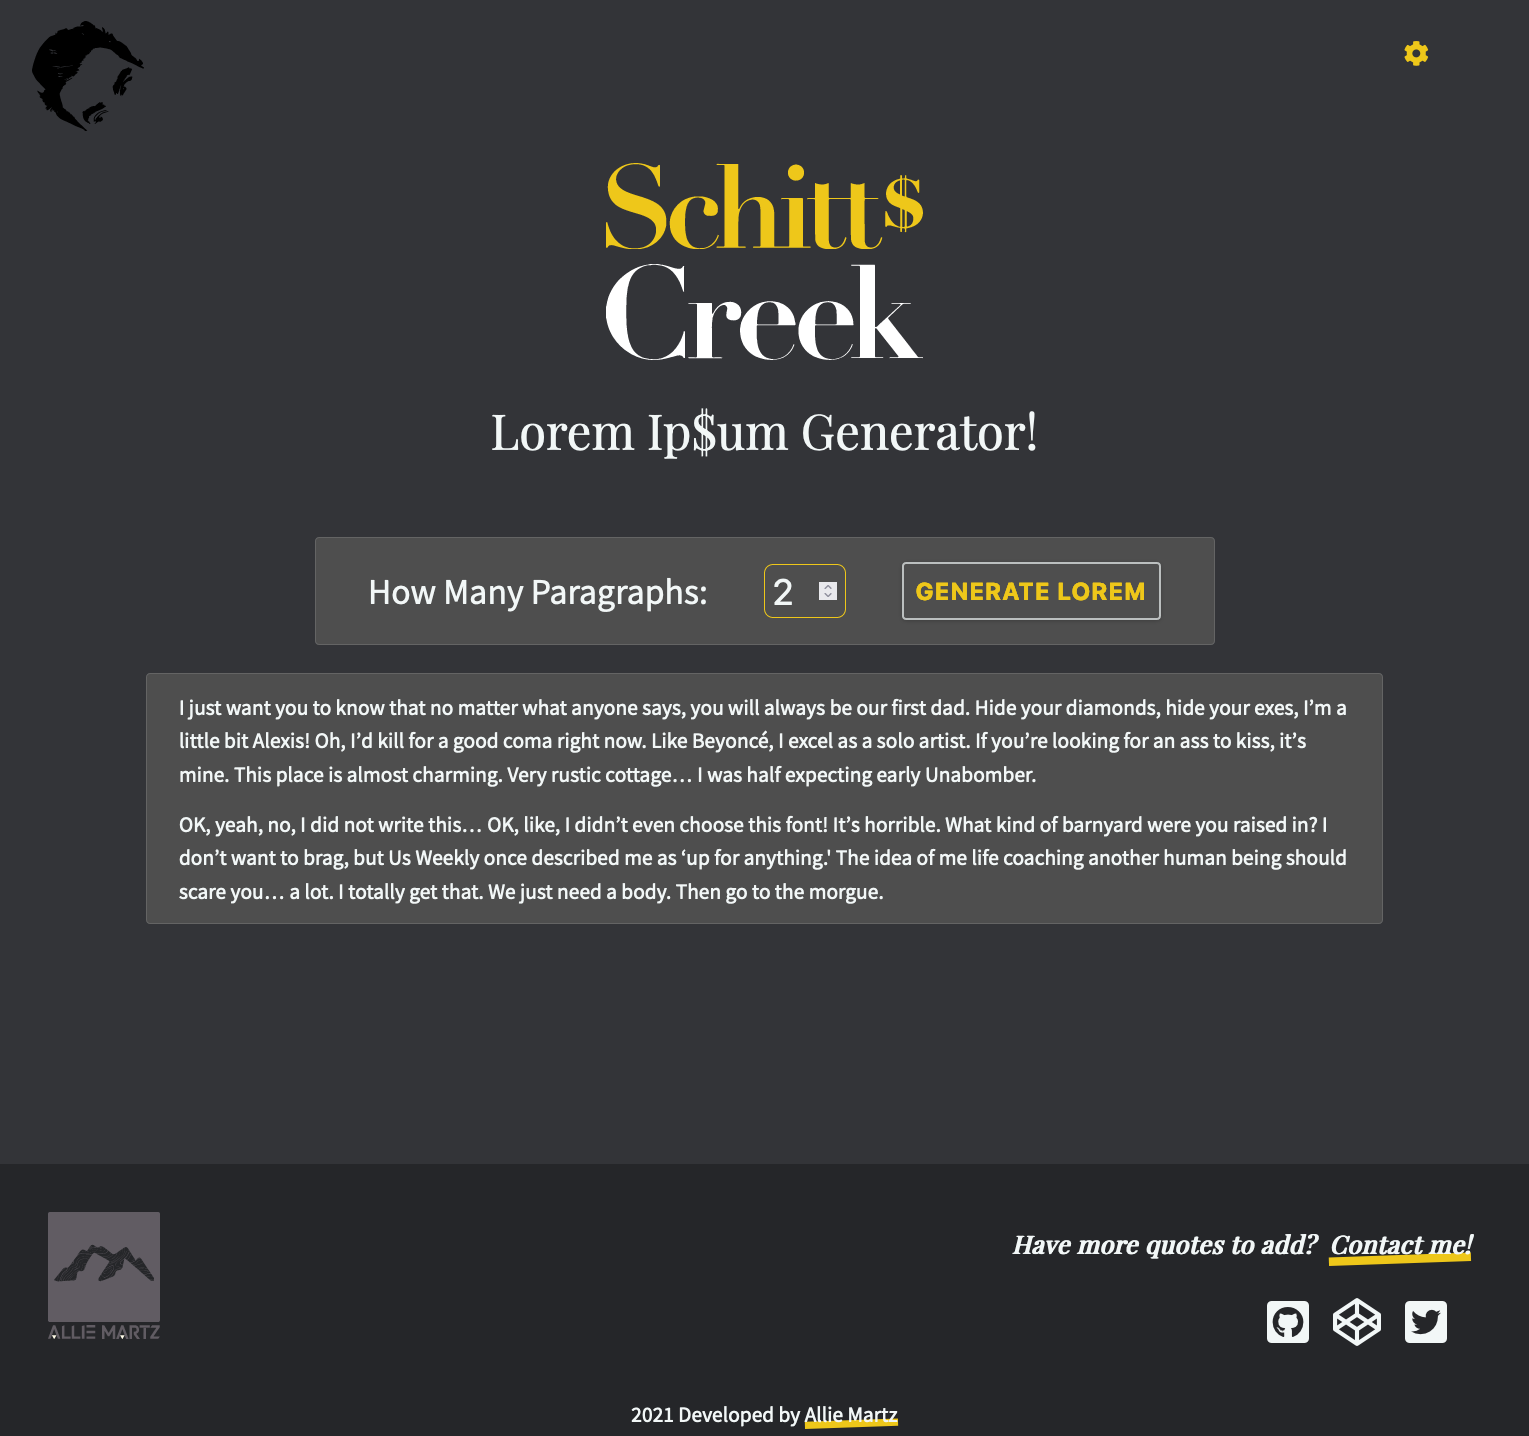 Schitt$
Creek
Lorem Ip$um Generator!
How Many Paragraphs:
2
GENERATE LOREM
I just want you to know that no matter what anyone says, you will always be our first dad. Hide your diamonds, hide your exes, I’m a
little bit Alexis! Oh, I’d kill for a good coma right now. Like Beyoncé, I excel as a solo artist. If you’re looking for an ass to kiss, it’s
mine. This place is almost charming. Very rustic cottage… I was half expecting early Unabomber.
OK, yeah, no, I did not write this… OK, like, I didn’t even choose this font! It’s horrible. What kind of barnyard were you raised in? I
don’t want to brag, but Us Weekly once described me as ‘up for anything.' The idea of me life coaching another human being should
scare you… a lot. I totally get that. We just need a body. Then go to the morgue.
ALLIE MARTZ
Have more quotes to add? Contact me!
2021 Developed by Allie Martz